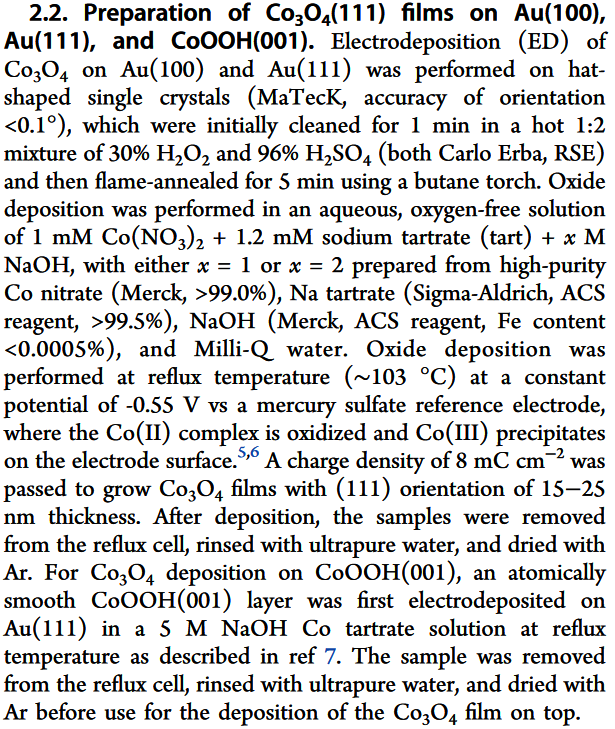 2.2. Preparation of Co₃O₄(111) films on Au(100),
Au(111), and CoOOH(001). Electrodeposition (ED) of
Co₃O₄ on Au(100) and Au(111) was performed on hat-
shaped single crystals (MaTecK, accuracy of orientation
<0.1°), which were initially cleaned for 1 min in a hot 1:2
mixture of 30% H₂O₂ and 96% H₂SO₄ (both Carlo Erba, RSE)
and then flame-annealed for 5 min using a butane torch. Oxide
deposition was performed in an aqueous, oxygen-free solution
of 1 mM Co(NO₃)₂ + 1.2 mM sodium tartrate (tart) + x M
NaOH, with either x = 1 or x = 2 prepared from high-purity
Co nitrate (Merck, >99.0%), Na tartrate (Sigma-Aldrich, ACS
reagent, >99.5%), NaOH (Merck, ACS reagent, Fe content
<0.0005%), and Milli-Q water. Oxide deposition was
performed at reflux temperature (∼103 °C) at a constant
potential of -0.55 V vs a mercury sulfate reference electrode,
where the Co(II) complex is oxidized and Co(III) precipitates
on the electrode surface.⁵,⁶ A charge density of 8 mC cm⁻² was
passed to grow Co₃O₄ films with (111) orientation of 15−25
nm thickness. After deposition, the samples were removed
from the reflux cell, rinsed with ultrapure water, and dried with
Ar. For Co₃O₄ deposition on CoOOH(001), an atomically
smooth CoOOH(001) layer was first electrodeposited on
Au(111) in a 5 M NaOH Co tartrate solution at reflux
temperature as described in ref 7. The sample was removed
from the reflux cell, rinsed with ultrapure water, and dried with
Ar before use for the deposition of the Co₃O₄ film on top.